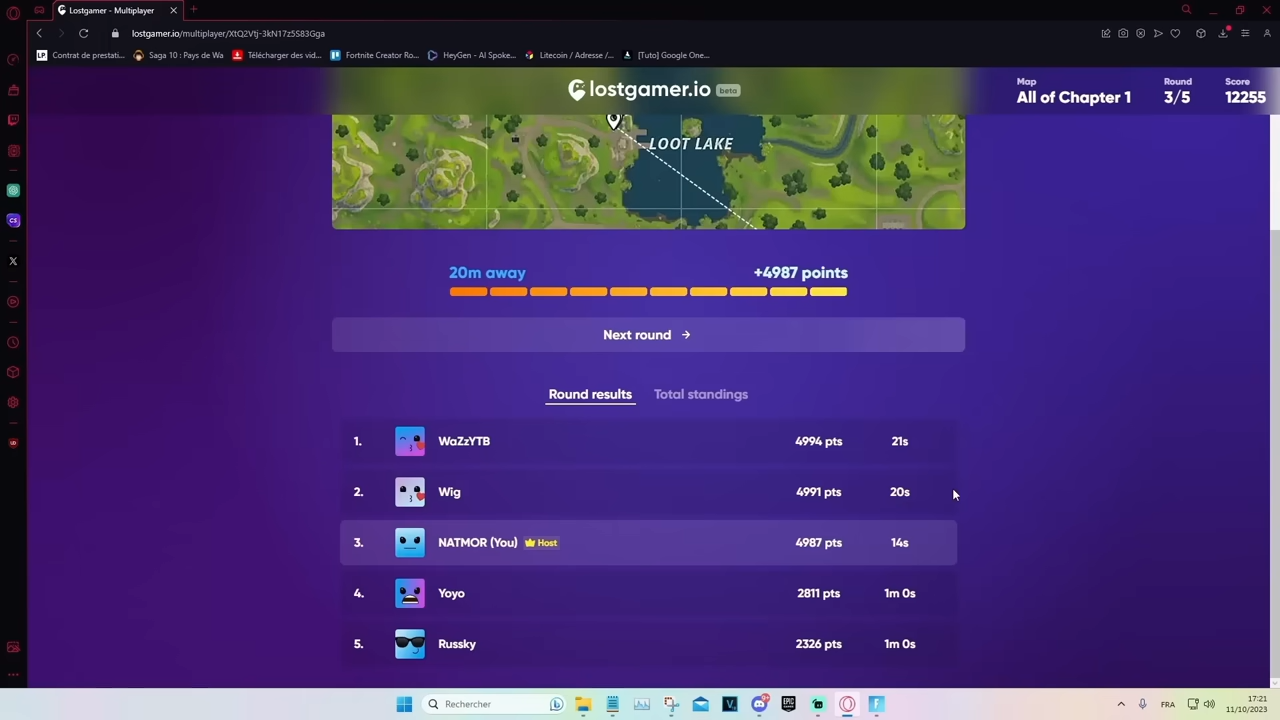 Lostgamer - Multiplayer
lostgamer.io/multiplayer/XtQ2Vtj-3kN17z5S83Gga
LP Contrat de prestati... Saga 10 : Pays de Wa Télécharger des vid... Fortnite Creator Ro... HeyGen - AI Spoke... Litecoin / Adresse /... [Tuto] Google One...
lostgamer.io beta
Map
All of Chapter 1
Round
3/5
Score
12255
LOOT LAKE
20m away +4987 points
Next round →
Round results Total standings
1. WaZzYTB 4994 pts 21s
2. Wig 4991 pts 20s
3. NATMOR (You) Host 4987 pts 14s
4. Yoyo 2811 pts 1m 0s
5. Russky 2326 pts 1m 0s
Rechercher
FRA
17:21
11/10/2023